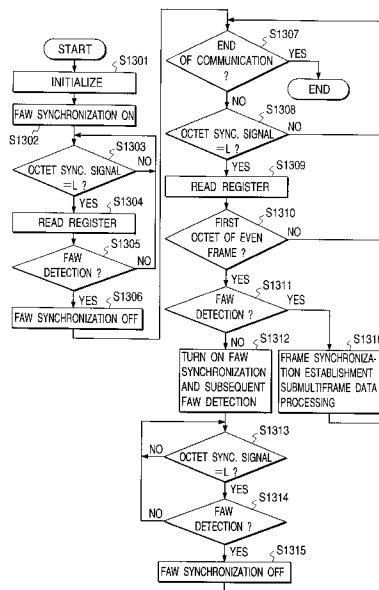 START
S1301
INITIALIZE
FAW SYNCHRONIZATION ON
S1302
S1303
OCTET SYNC. SIGNAL
=L ?
NO
YES
S1304
READ REGISTER
S1305
FAW
DETECTION ?
NO
YES
S1306
FAW SYNCHRONIZATION OFF
S1307
END
OF COMMUNICATION
?
YES
END
NO
S1308
OCTET SYNC. SIGNAL
=L ?
NO
YES
S1309
READ REGISTER
S1310
FIRST
OCTET OF EVEN
FRAME ?
NO
YES
S1311
FAW
DETECTION ?
YES
NO
S1312
TURN ON FAW
SYNCHRONIZATION
AND SUBSEQUENT
FAW DETECTION
S1316
FRAME SYNCHRONIZA-
TION ESTABLISHMENT
SUBMULTIFRAME DATA
PROCESSING
S1313
OCTET SYNC. SIGNAL
=L ?
NO
YES
S1314
FAW
DETECTION ?
NO
YES
S1315
FAW SYNCHRONIZATION OFF